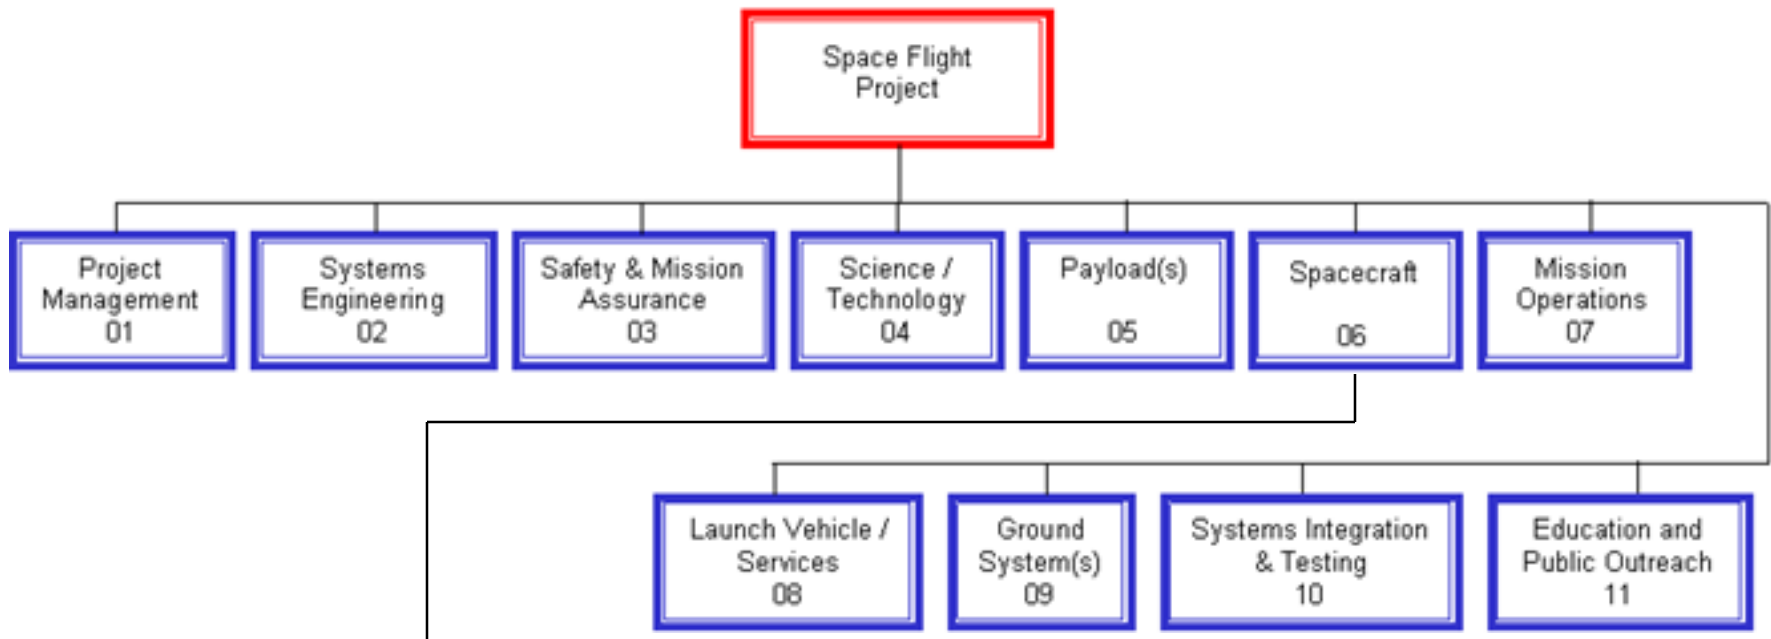 Space Flight
Project
Project
Management
01
Systems
Engineering
02
Safety & Mission
Assurance
03
Science /
Technology
04
Payload(s)
05
Spacecraft
06
Mission
Operations
07
Launch Vehicle /
Services
08
Ground
System(s)
09
Systems Integration
& Testing
10
Education and
Public Outreach
11